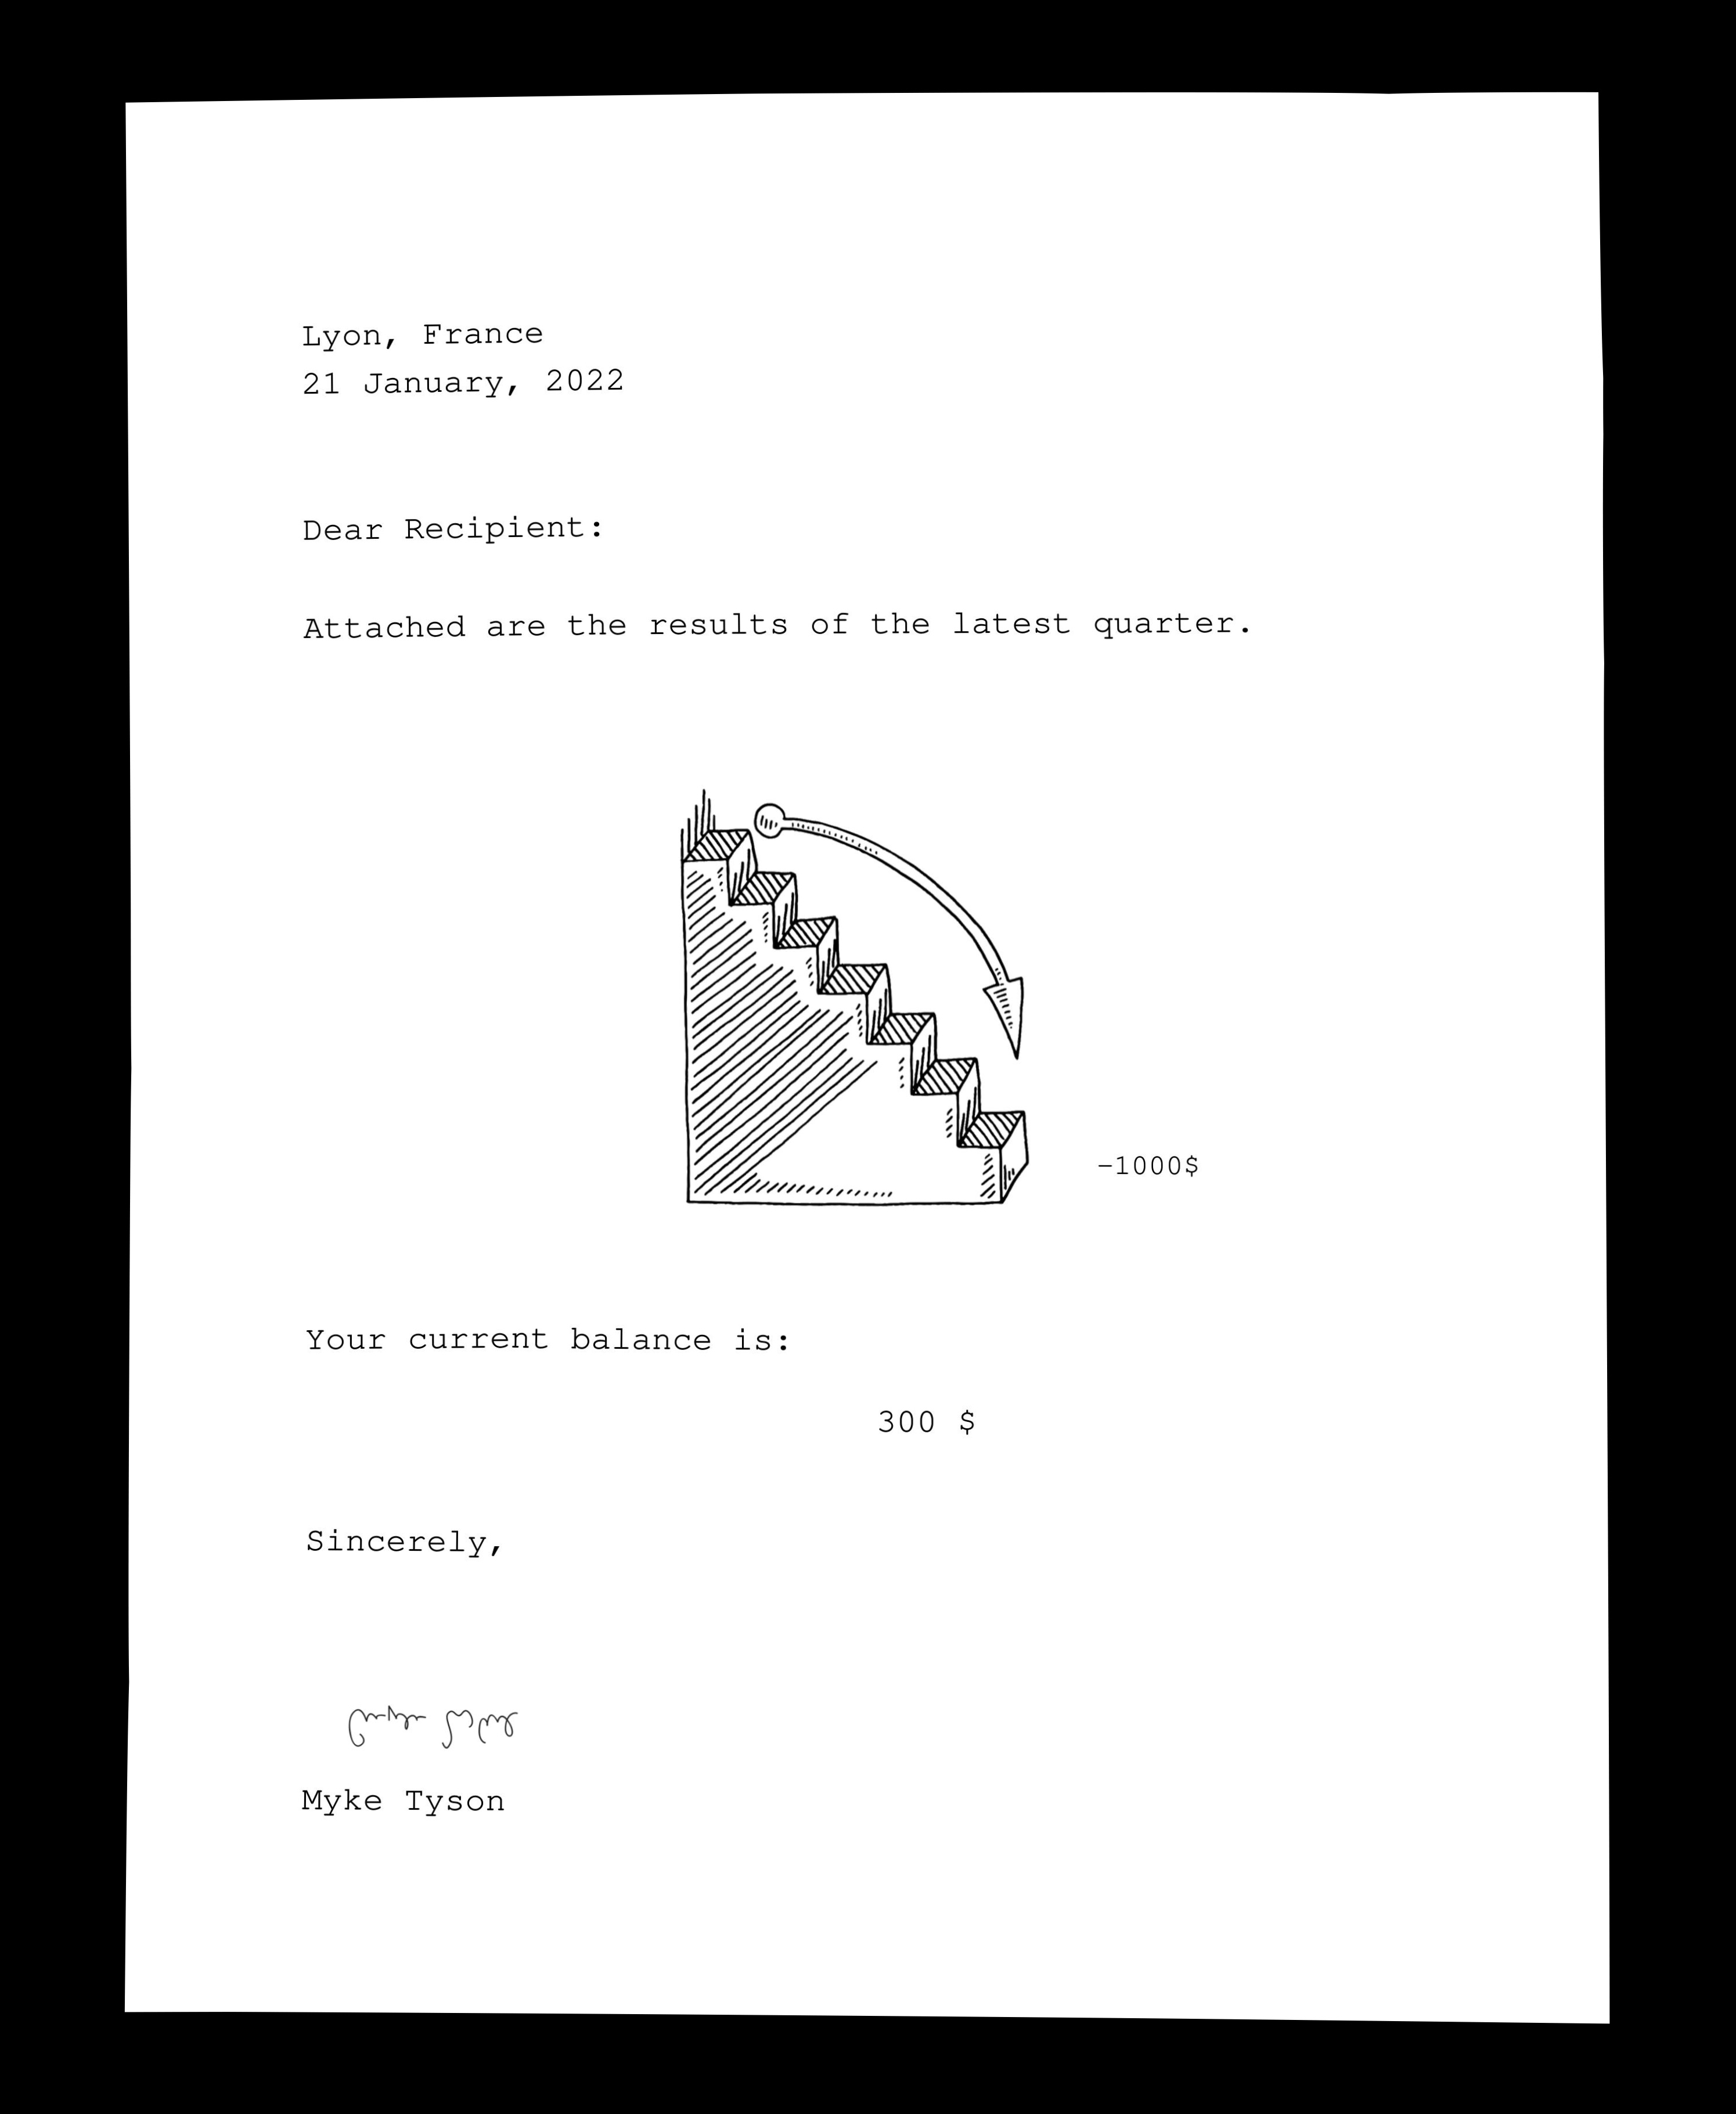 Lyon, France
21 January, 2022
Dear Recipient:
Attached are the results of the latest quarter.
−1000$
Your current balance is:
300 $
Sincerely,
Myke Tyson